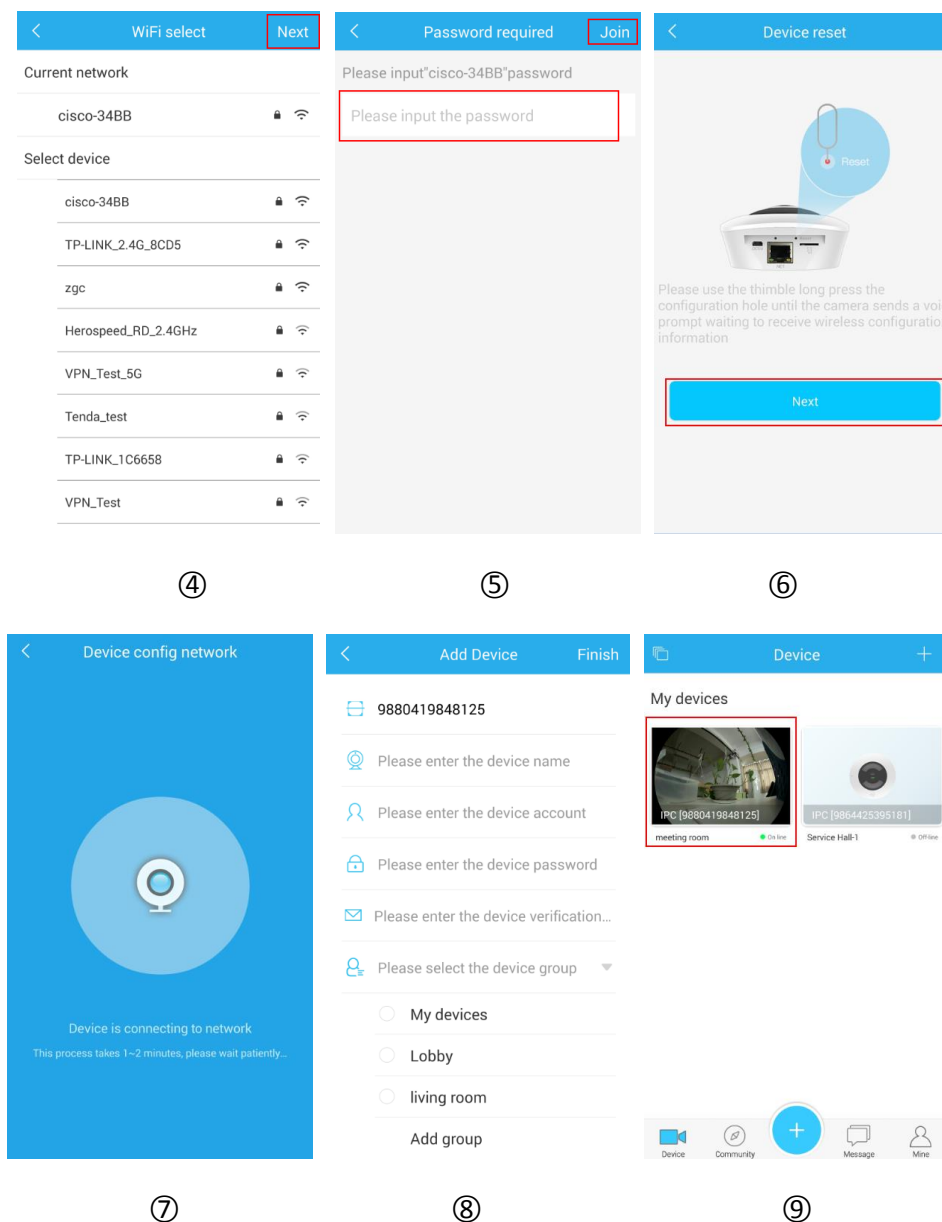 WiFi select
Next
Current network
cisco-34BB
Select device
cisco-34BB
TP-LINK_2.4G_8CD5
zgc
Herospeed_RD_2.4GHz
VPN_Test_5G
Tenda_test
TP-LINK_1C6658
VPN_Test
④
Password required
Join
Please input"cisco-34BB"password
Please input the password
⑤
Device reset
Reset
Please use the thimble long press the
configuration hole until the camera sends a voi
prompt waiting to receive wireless configuratio
information
Next
⑥
Device config network
Device is connecting to network
This process takes 1~2 minutes, please wait patiently...
⑦
Add Device
Finish
9880419848125
Please enter the device name
Please enter the device account
Please enter the device password
Please enter the device verification...
Please select the device group
My devices
Lobby
living room
Add group
⑧
Device
My devices
IPC [9880419848125]
meeting room
On line
IPC [9864425395181]
Service Hall-1
Off-line
Device
Community
Message
Mine
⑨